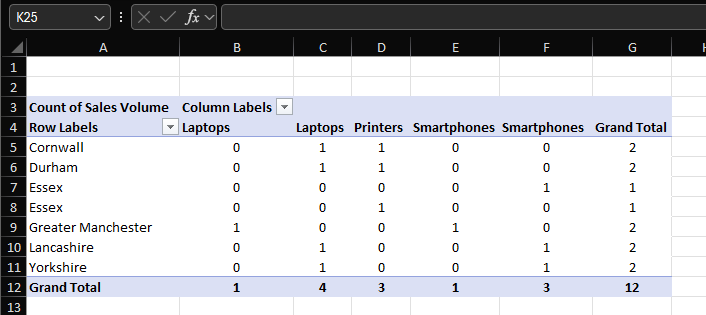 K25 fx
A B C D E F G H
1
2
3 Count of Sales Volume Column Labels
4 Row Labels Laptops Laptops Printers Smartphones Smartphones Grand Total
5 Cornwall 0 1 1 0 0 2
6 Durham 0 1 1 0 0 2
7 Essex 0 0 0 0 1 1
8 Essex 0 0 1 0 0 1
9 Greater Manchester 1 0 0 1 0 2
10 Lancashire 0 1 0 0 1 2
11 Yorkshire 0 1 0 0 1 2
12 Grand Total 1 4 3 1 3 12
13